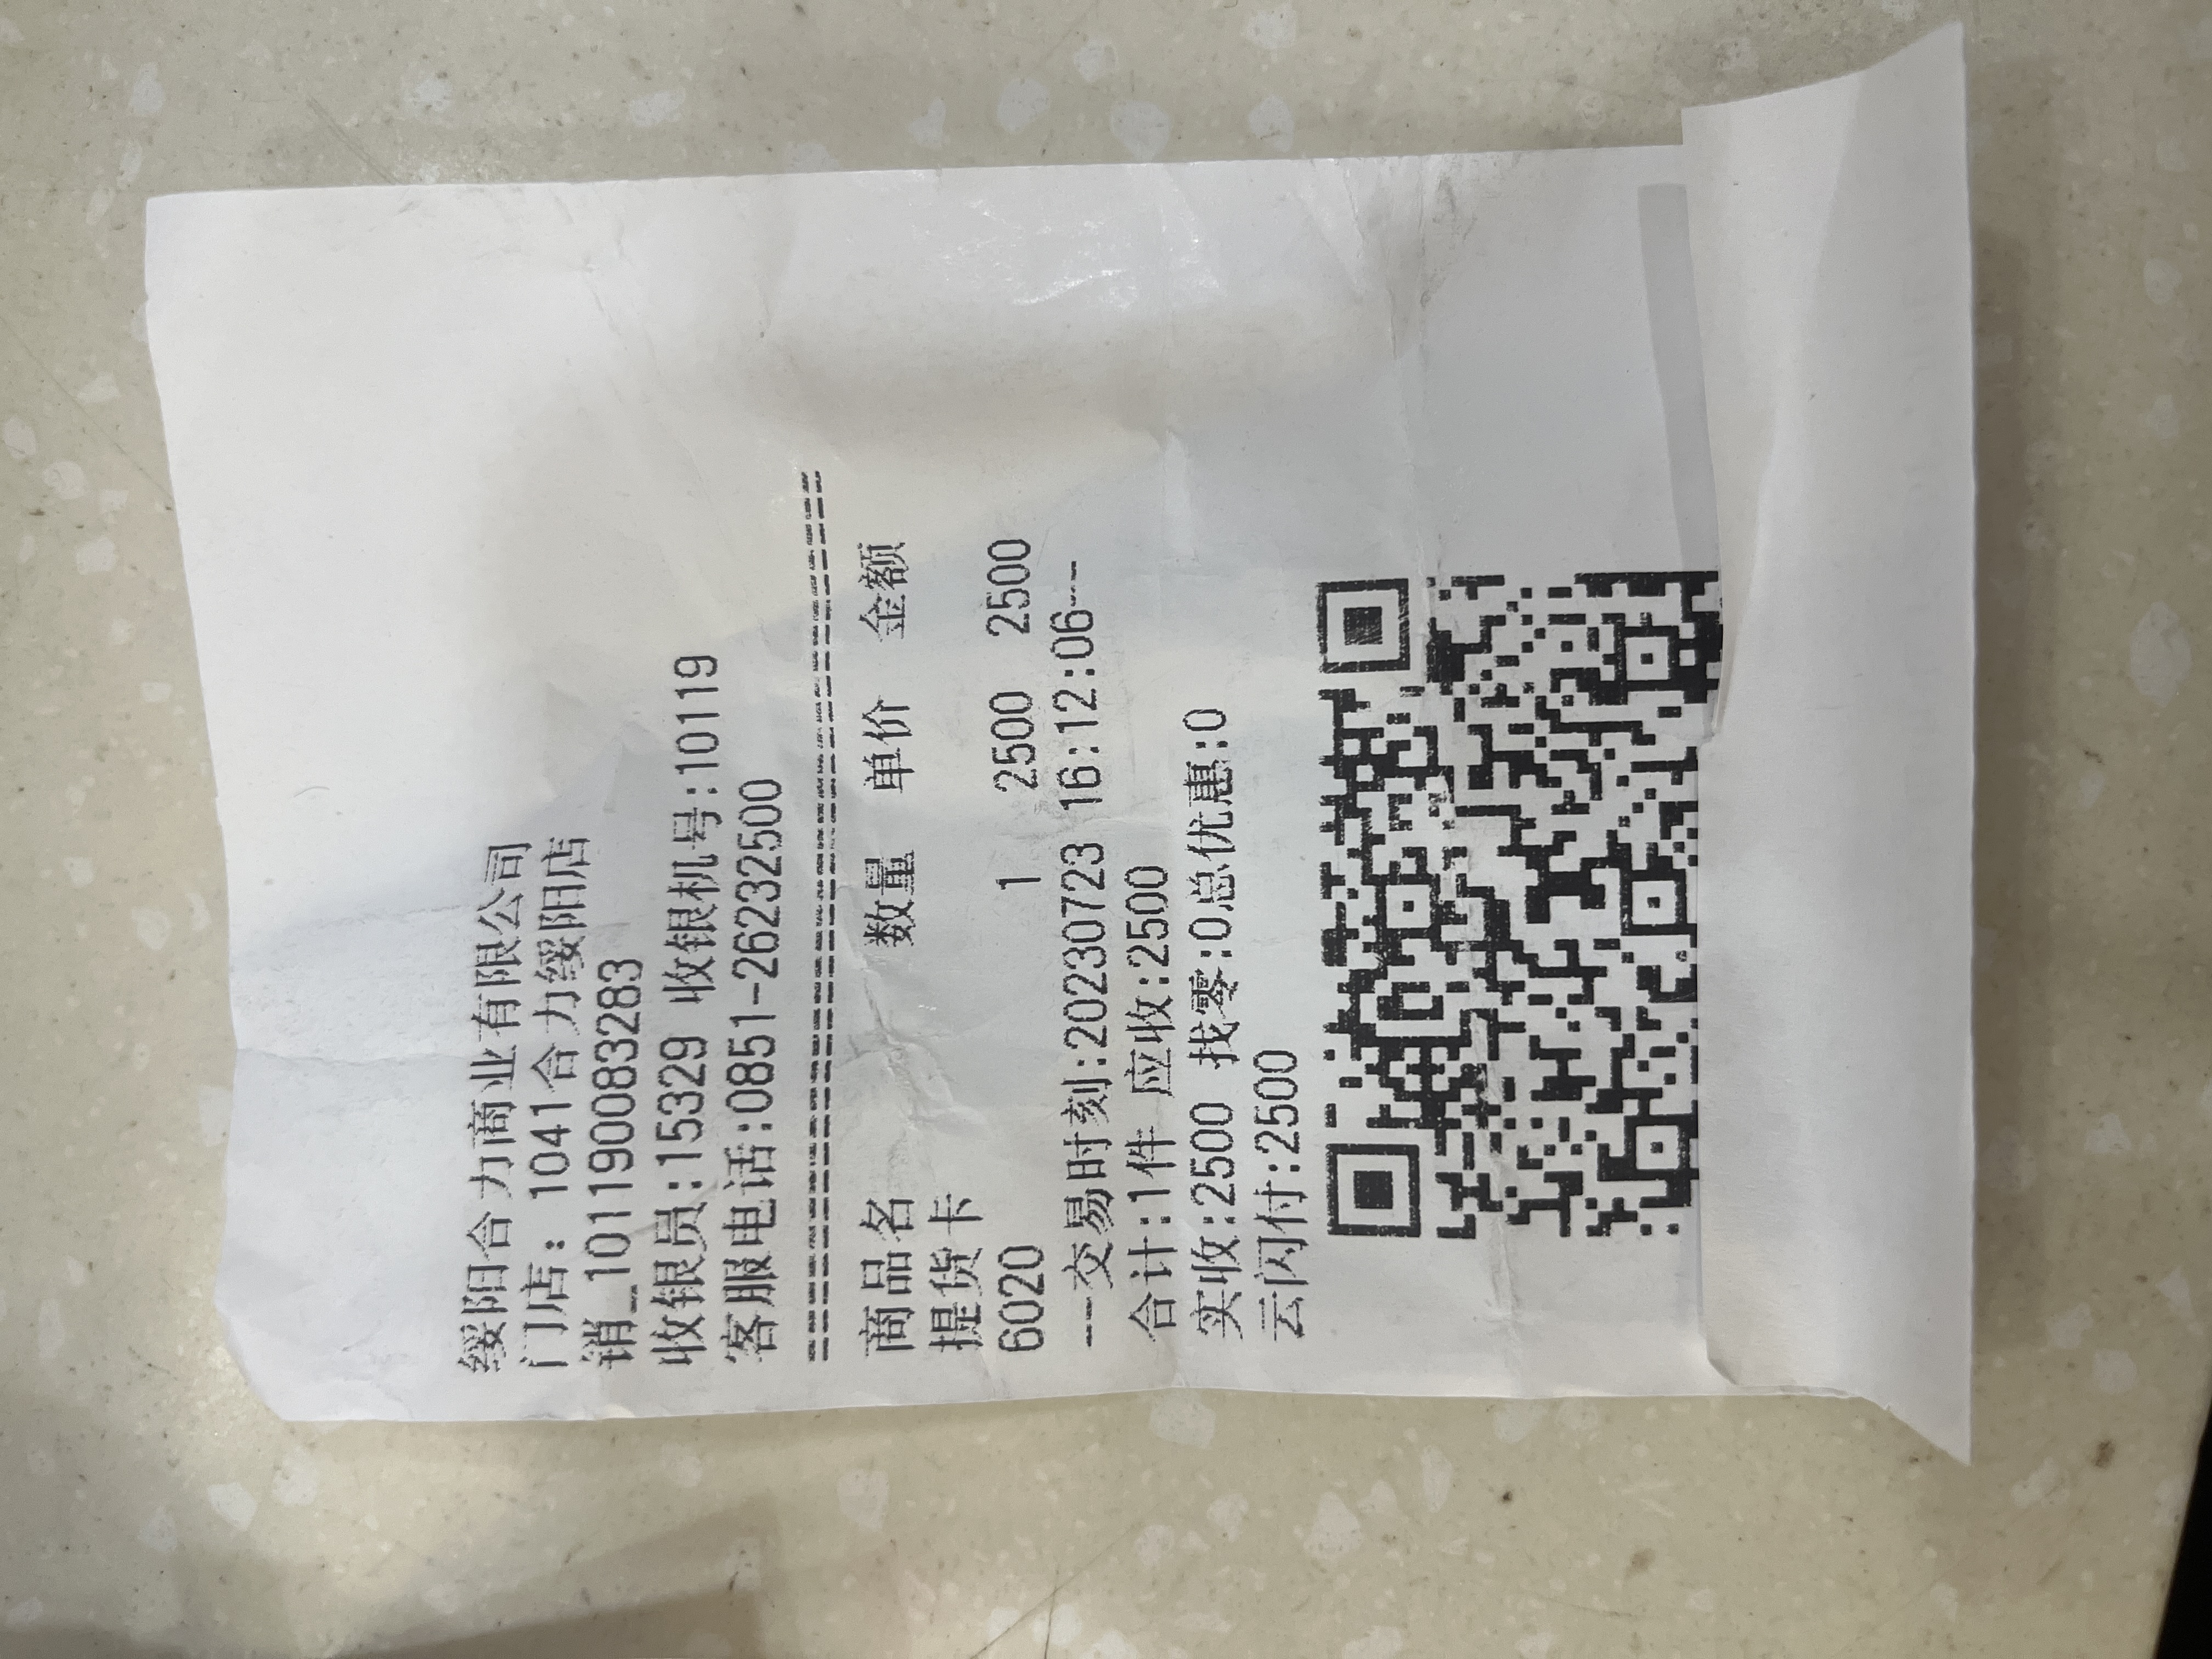 绥阳合力商业有限公司
门店：1041合力绥阳店
销_101190083283
收银员:15329 收银机号:10119
客服电话:0851-26232500
========================================
商品名 数量 单价 金额
提货卡
6020 1 2500 2500
--交易时刻:20230723 16:12:06--
合计:1件 应收:2500
实收:2500 找零:0总优惠:0
云闪付:2500